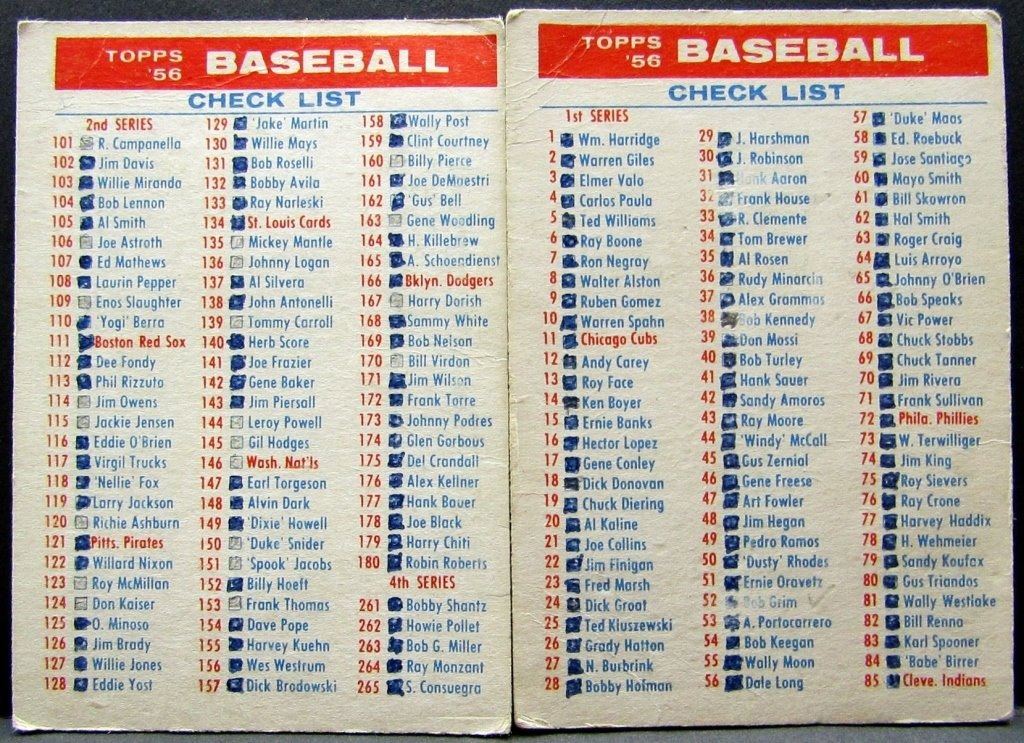 TOPPS '56 BASEBALL
CHECK LIST
2nd SERIES
101 R. Campanella
102 Jim Davis
103 Willie Miranda
104 Bob Lennon
105 Al Smith
106 Joe Astroth
107 Ed Mathews
108 Laurin Pepper
109 Enos Slaughter
110 'Yogi' Berra
111 Boston Red Sox
112 Dee Fondy
113 Phil Rizzuto
114 Jim Owens
115 Jackie Jensen
116 Eddie O'Brien
117 Virgil Trucks
118 'Nellie' Fox
119 Larry Jackson
120 Richie Ashburn
121 Pitts. Pirates
122 Willard Nixon
123 Roy McMillan
124 Don Kaiser
125 O. Minoso
126 Jim Brady
127 Willie Jones
128 Eddie Yost
129 'Jake' Martin
130 Willie Mays
131 Bob Roselli
132 Bobby Avila
133 Ray Narleski
134 St. Louis Cards
135 Mickey Mantle
136 Johnny Logan
137 Al Silvera
138 John Antonelli
139 Tommy Carroll
140 Herb Score
141 Joe Frazier
142 Gene Baker
143 Jim Piersall
144 Leroy Powell
145 Gil Hodges
146 Wash. Nat'ls
147 Earl Torgeson
148 Alvin Dark
149 'Dixie' Howell
150 'Duke' Snider
151 'Spook' Jacobs
152 Billy Hoeft
153 Frank Thomas
154 Dave Pope
155 Harvey Kuehn
156 Wes Westrum
157 Dick Brodowski
158 Wally Post
159 Clint Courtney
160 Billy Pierce
161 Joe DeMaestri
162 'Gus' Bell
163 Gene Woodling
164 H. Killebrew
165 A. Schoendienst
166 Bklyn. Dodgers
167 Harry Dorish
168 Sammy White
169 Bob Nelson
170 Bill Virdon
171 Jim Wilson
172 Frank Torre
173 Johnny Podres
174 Glen Gorbous
175 Del Crandall
176 Alex Kellner
177 Hank Bauer
178 Joe Black
179 Harry Chiti
180 Robin Roberts
4th SERIES
261 Bobby Shantz
262 Howie Pollet
263 Bob G. Miller
264 Ray Monzant
265 S. Consuegra
TOPPS '56 BASEBALL
CHECK LIST
1st SERIES
1 Wm. Harridge
2 Warren Giles
3 Elmer Valo
4 Carlos Paula
5 Ted Williams
6 Ray Boone
7 Ron Negray
8 Walter Alston
9 Ruben Gomez
10 Warren Spahn
11 Chicago Cubs
12 Andy Carey
13 Roy Face
14 Ken Boyer
15 Ernie Banks
16 Hector Lopez
17 Gene Conley
18 Dick Donovan
19 Chuck Diering
20 Al Kaline
21 Joe Collins
22 Jim Finigan
23 Fred Marsh
24 Dick Groat
25 Ted Kluszewski
26 Grady Hatton
27 N. Burbrink
28 Bobby Hofman
29 J. Harshman
30 J. Robinson
31 Hank Aaron
32 Frank House
33 R. Clemente
34 Tom Brewer
35 Al Rosen
36 Rudy Minarcin
37 Alex Grammas
38 Bob Kennedy
39 Don Mossi
40 Bob Turley
41 Hank Sauer
42 Sandy Amoros
43 Ray Moore
44 'Windy' McCall
45 Gus Zernial
46 Gene Freese
47 Art Fowler
48 Jim Hegan
49 Pedro Ramos
50 'Dusty' Rhodes
51 Ernie Oravetz
52 Bob Grim
53 A. Portocarrero
54 Bob Keegan
55 Wally Moon
56 Dale Long
57 'Duke' Maas
58 Ed. Roebuck
59 Jose Santiago
60 Mayo Smith
61 Bill Skowron
62 Hal Smith
63 Roger Craig
64 Luis Arroyo
65 Johnny O'Brien
66 Bob Speaks
67 Vic Power
68 Chuck Stobbs
69 Chuck Tanner
70 Jim Rivera
71 Frank Sullivan
72 Phila. Phillies
73 W. Terwilliger
74 Jim King
75 Roy Sievers
76 Ray Crone
77 Harvey Haddix
78 H. Wehmeier
79 Sandy Koufax
80 Gus Triandos
81 Wally Westlake
82 Bill Renna
83 Karl Spooner
84 'Babe' Birrer
85 Cleve. Indians